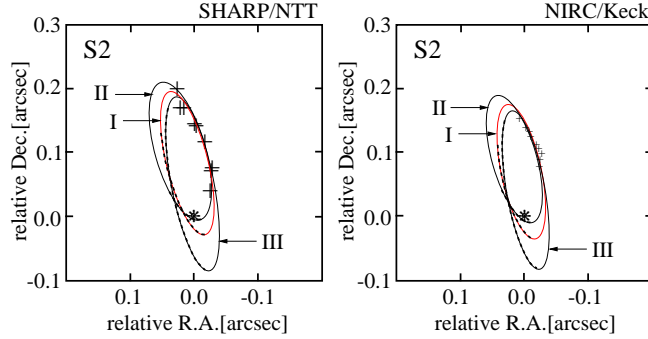 SHARP/NTT
S2
II
I
III
relative Dec.[arcsec]
0.3
0.2
0.1
0.0
-0.1
0.1
0.0
-0.1
relative R.A.[arcsec]
NIRC/Keck
S2
II
I
III
relative Dec.[arcsec]
0.3
0.2
0.1
0.0
-0.1
0.1
0.0
-0.1
relative R.A.[arcsec]